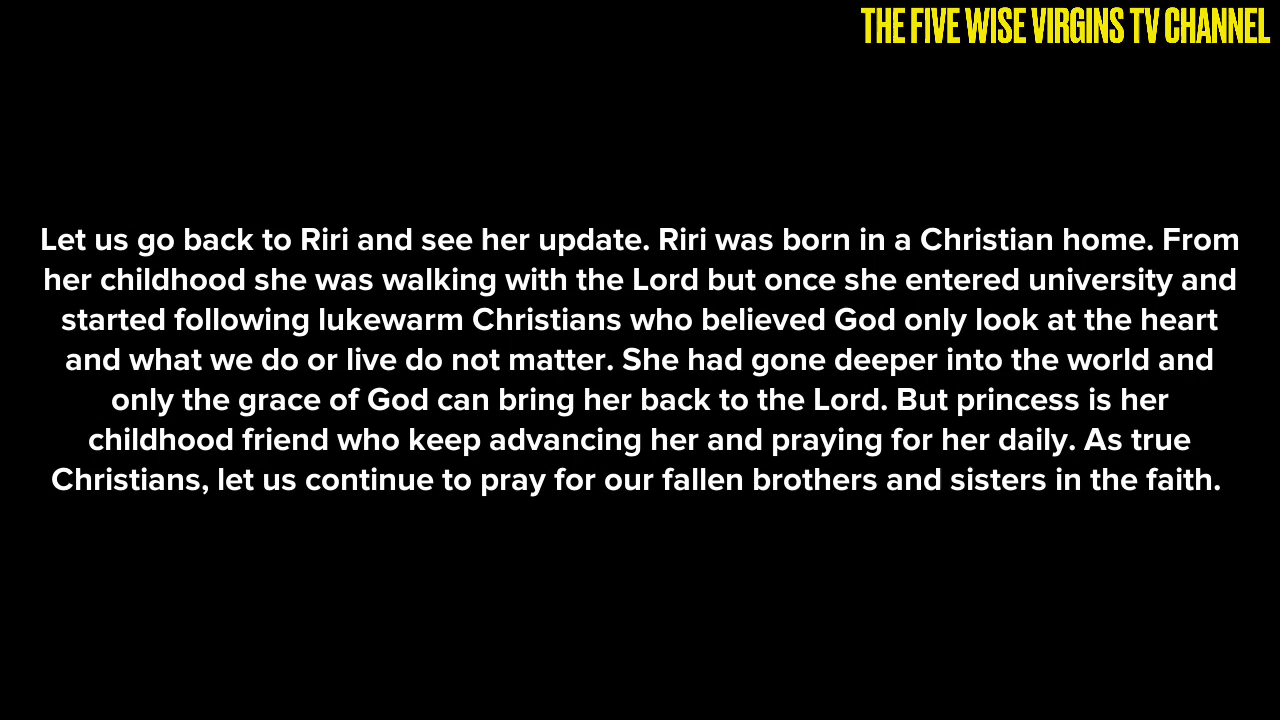 THE FIVE WISE VIRGINS TV CHANNEL
Let us go back to Riri and see her update. Riri was born in a Christian home. From
her childhood she was walking with the Lord but once she entered university and
started following lukewarm Christians who believed God only look at the heart
and what we do or live do not matter. She had gone deeper into the world and
only the grace of God can bring her back to the Lord. But princess is her
childhood friend who keep advancing her and praying for her daily. As true
Christians, let us continue to pray for our fallen brothers and sisters in the faith.